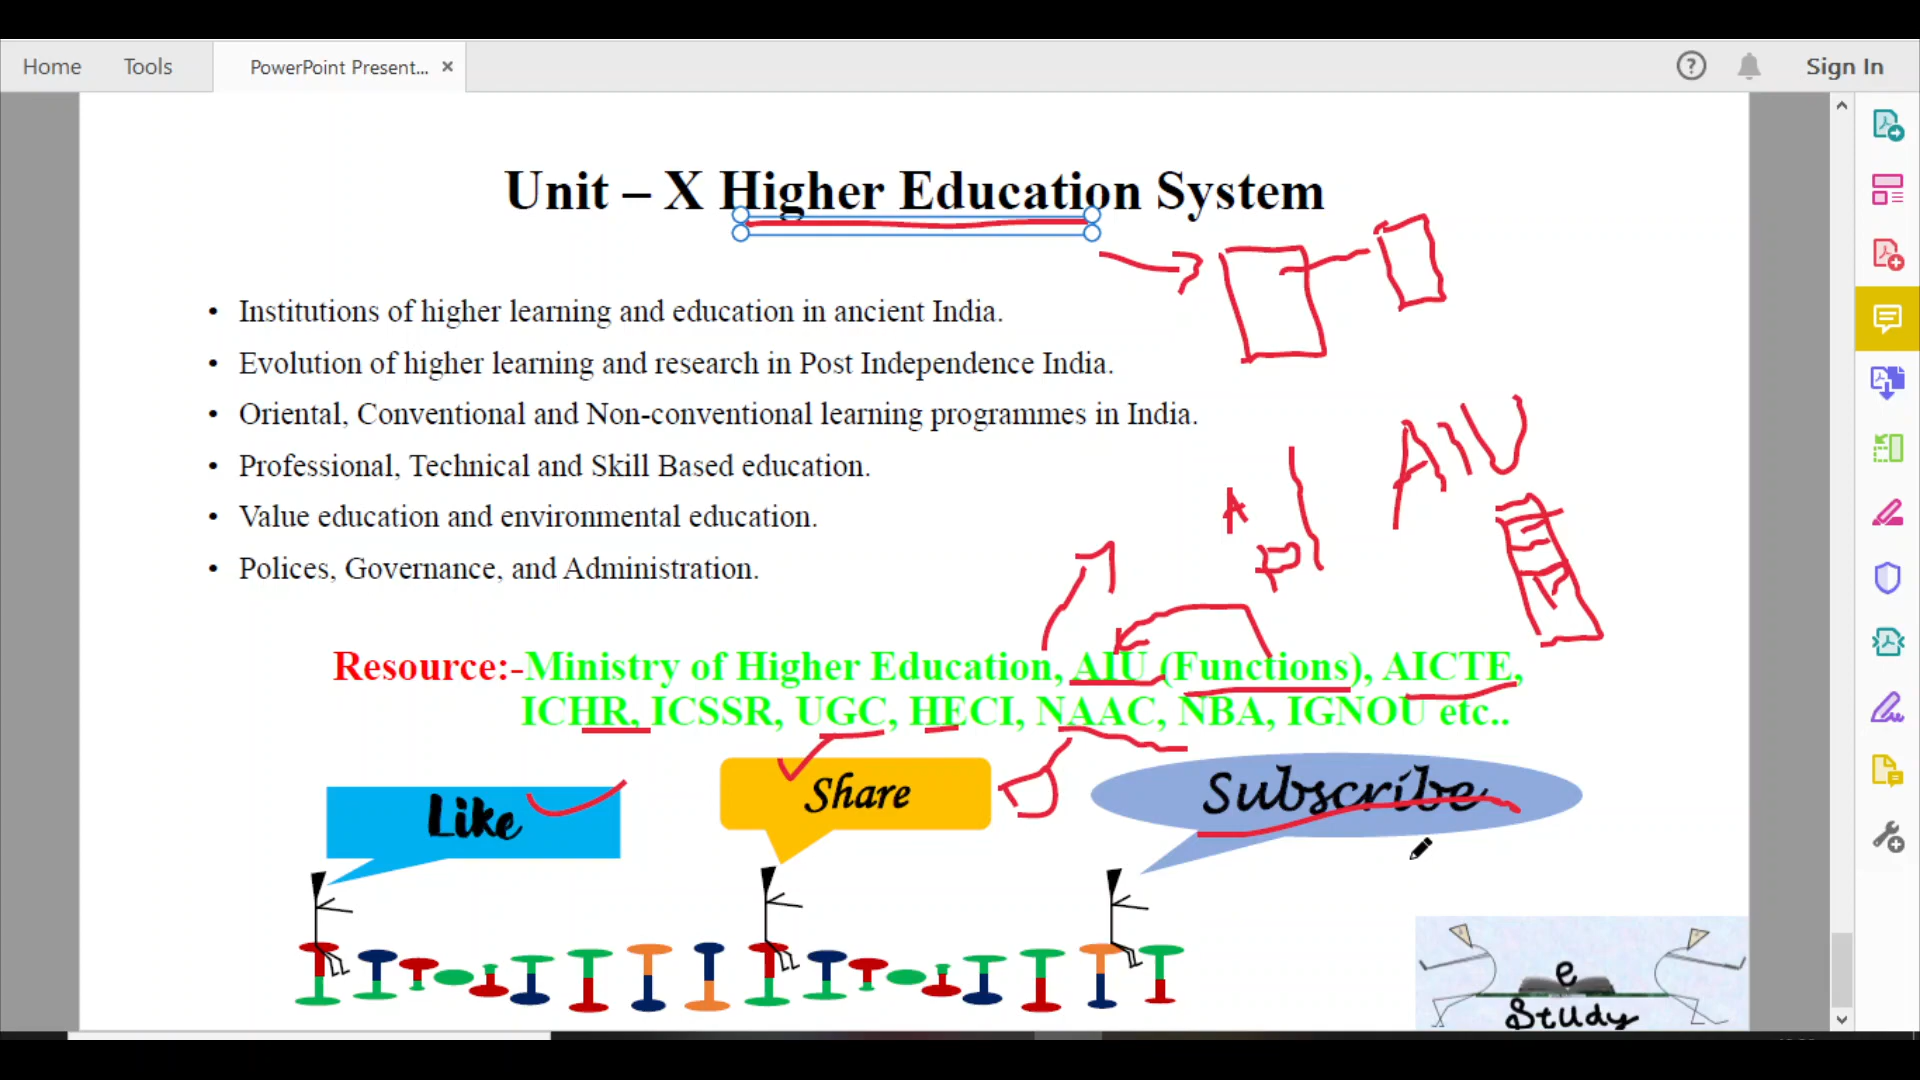 Home Tools PowerPoint Present... × ? Sign In
Unit – X Higher Education System
• Institutions of higher learning and education in ancient India.
• Evolution of higher learning and research in Post Independence India.
• Oriental, Conventional and Non-conventional learning programmes in India.
• Professional, Technical and Skill Based education.
• Value education and environmental education.
• Polices, Governance, and Administration.
AIU
A
P
Resource:-Ministry of Higher Education, AIU (Functions), AICTE,
ICHR, ICSSR, UGC, HECI, NAAC, NBA, IGNOU etc..
Like
Share
Subscribe
e
Study